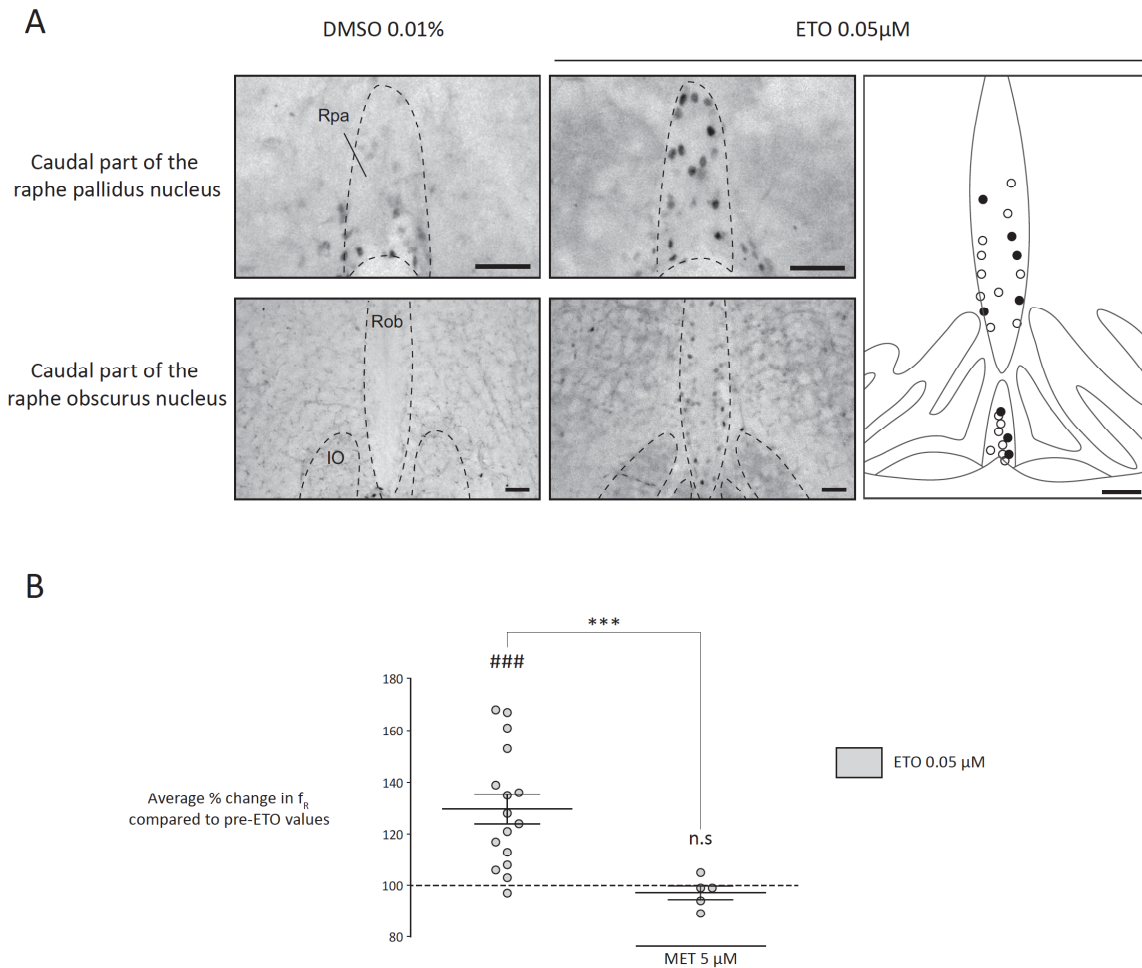 A
DMSO 0.01%
ETO 0.05µM
Caudal part of the
raphe pallidus nucleus
Rpa
Caudal part of the
raphe obscurus nucleus
Rob
IO
B
***
###
180
160
140
120
100
80
Average % change in fR
compared to pre-ETO values
n.s
MET 5 µM
ETO 0.05 µM